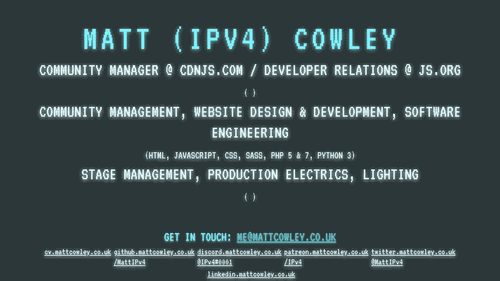 MATT (IPV4) COWLEY
COMMUNITY MANAGER @ CDNJS.COM / DEVELOPER RELATIONS @ JS.ORG
( )
COMMUNITY MANAGEMENT, WEBSITE DESIGN & DEVELOPMENT, SOFTWARE
ENGINEERING
(HTML, JAVASCRIPT, CSS, SASS, PHP 5 & 7, PYTHON 3)
STAGE MANAGEMENT, PRODUCTION ELECTRICS, LIGHTING
( )
GET IN TOUCH: ME@MATTCOWLEY.CO.UK
cv.mattcowley.co.uk github.mattcowley.co.uk discord.mattcowley.co.uk patreon.mattcowley.co.uk twitter.mattcowley.co.uk
/MattIPv4 @IPv4#0001 /IPv4 @MattIPv4
linkedin.mattcowley.co.uk